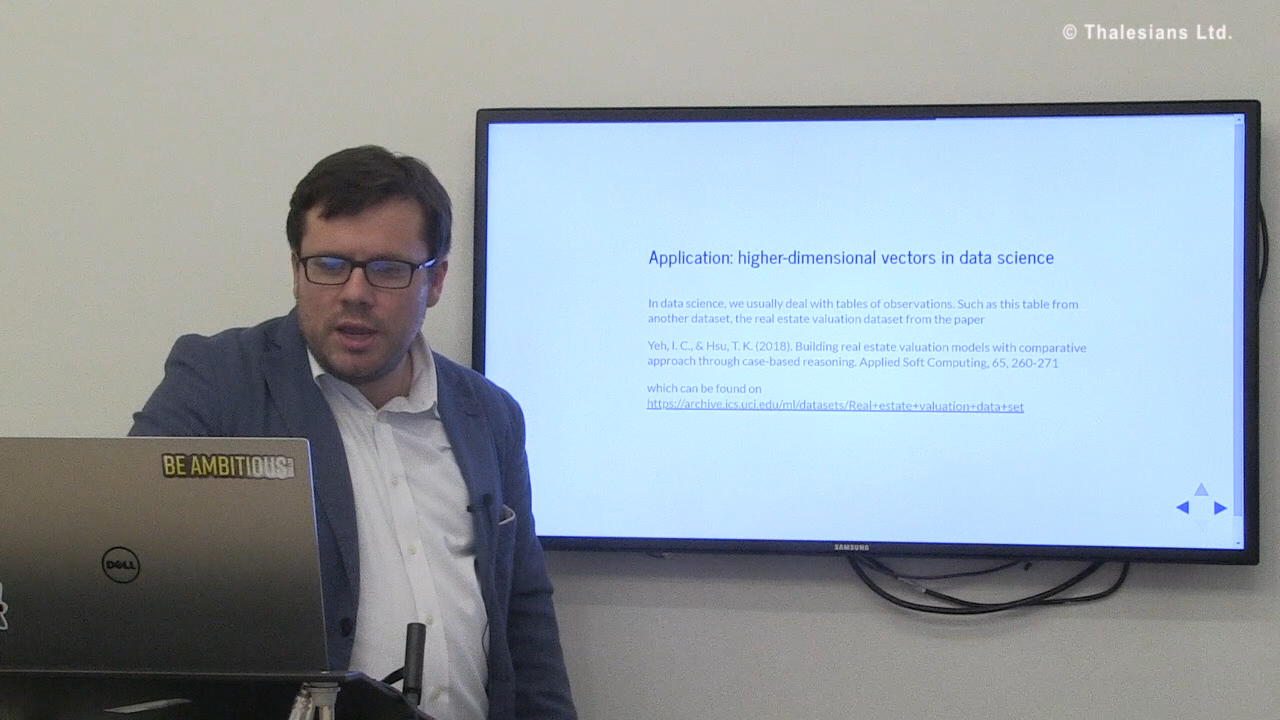 © Thalesians Ltd.
Application: higher-dimensional vectors in data science
In data science, we usually deal with tables of observations. Such as this table from
another dataset, the real estate valuation dataset from the paper
Yeh, I. C., & Hsu, T. K. (2018). Building real estate valuation models with comparative
approach through case-based reasoning. Applied Soft Computing, 65, 260-271
which can be found on
https://archive.ics.uci.edu/ml/datasets/Real+estate+valuation+data+set
BE AMBITIOUS
DELL
SAMSUNG